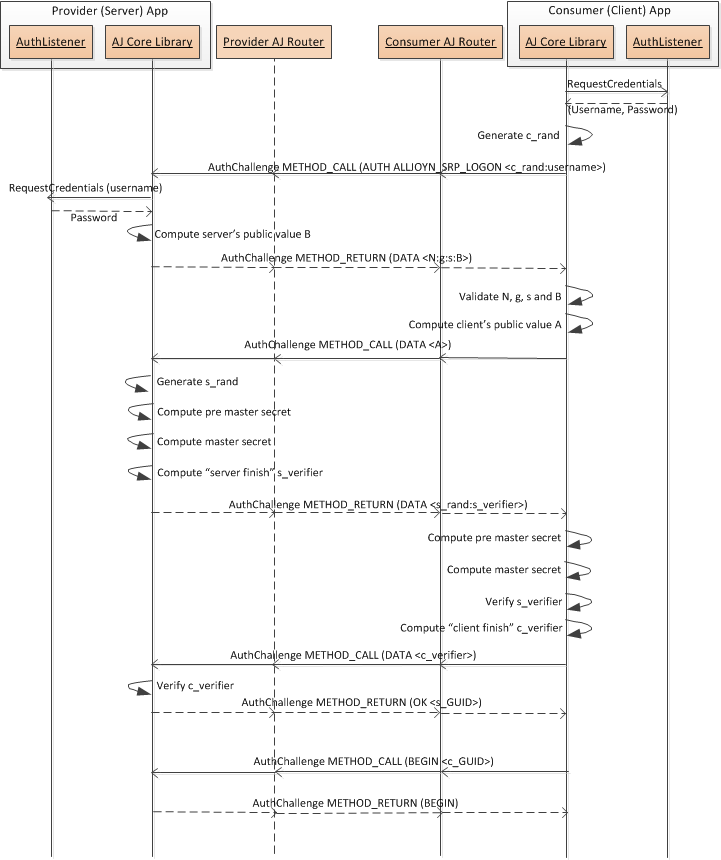 Provider (Server) App
Consumer (Client) App
AuthListener
AJ Core Library
Provider AJ Router
Consumer AJ Router
AJ Core Library
AuthListener
RequestCredentials
(Username, Password)
Generate c_rand
AuthChallenge METHOD_CALL (AUTH ALLJOYN_SRP_LOGON <c_rand:username>)
RequestCredentials (username)
Password
Compute server's public value B
AuthChallenge METHOD_RETURN (DATA <N:g:s:B>)
Validate N, g, s and B
Compute client's public value A
AuthChallenge METHOD_CALL (DATA <A>)
Generate s_rand
Compute pre master secret
Compute master secret
Compute “server finish” s_verifier
AuthChallenge METHOD_RETURN (DATA <s_rand:s_verifier>)
Compute pre master secret
Compute master secret
Verify s_verifier
Compute “client finish” c_verifier
AuthChallenge METHOD_CALL (DATA <c_verifier>)
Verify c_verifier
AuthChallenge METHOD_RETURN (OK <s_GUID>)
AuthChallenge METHOD_CALL (BEGIN <c_GUID>)
AuthChallenge METHOD_RETURN (BEGIN)